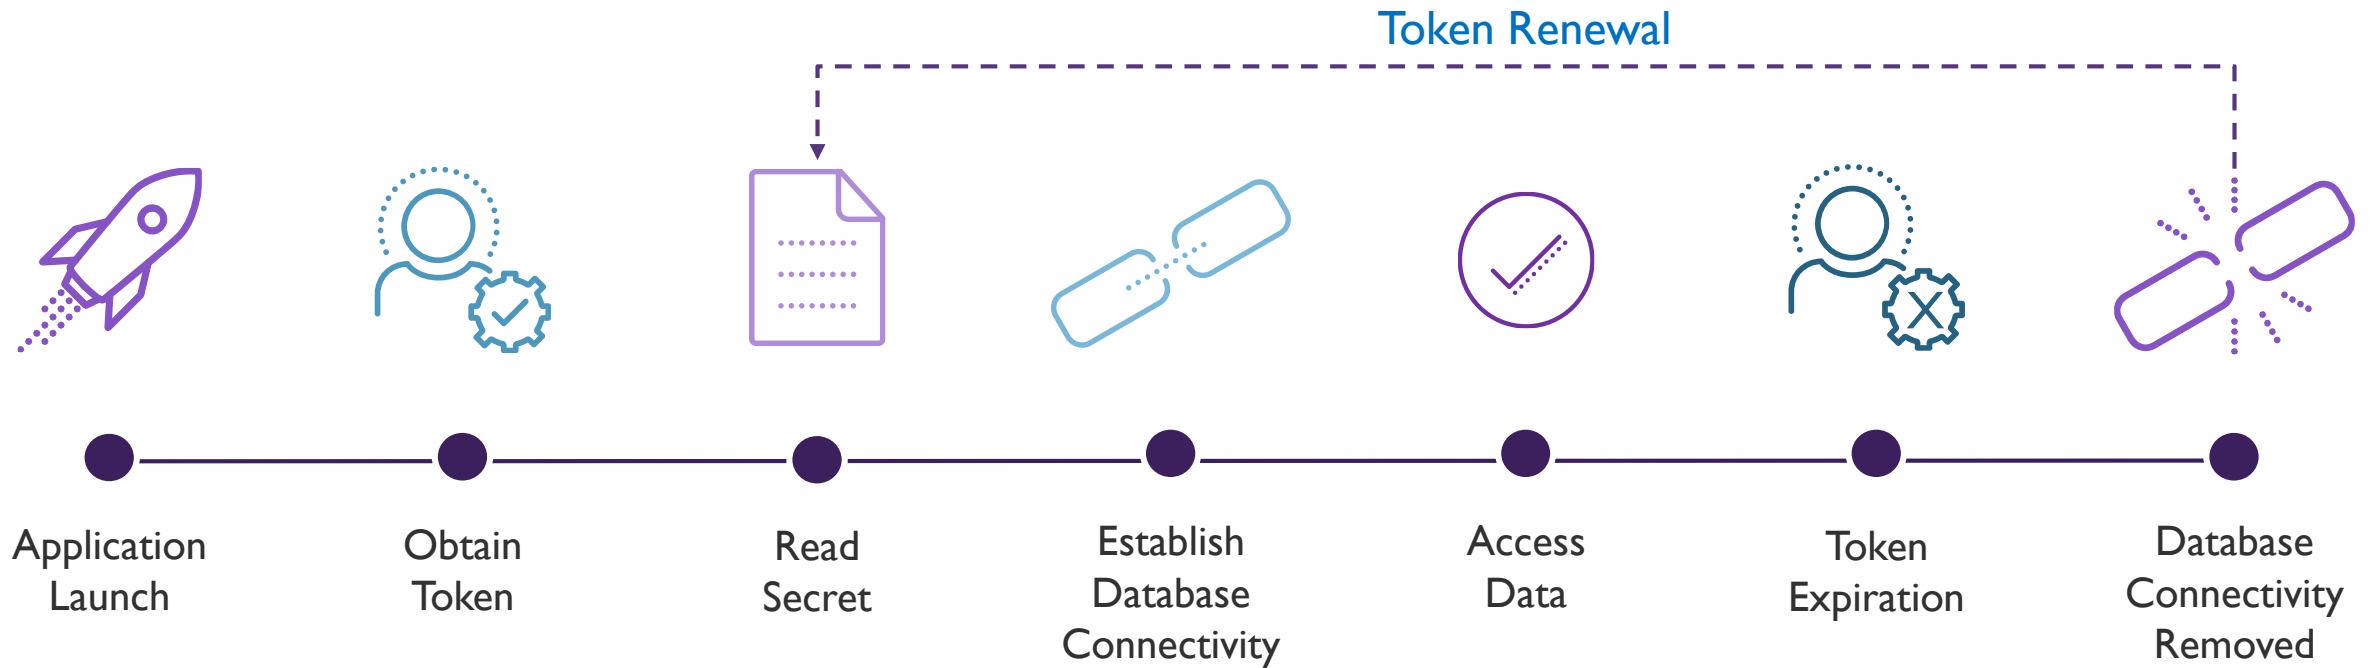 Token Renewal
Application
Launch
Obtain
Token
Read
Secret
Establish
Database
Connectivity
Access
Data
Token
Expiration
Database
Connectivity
Removed